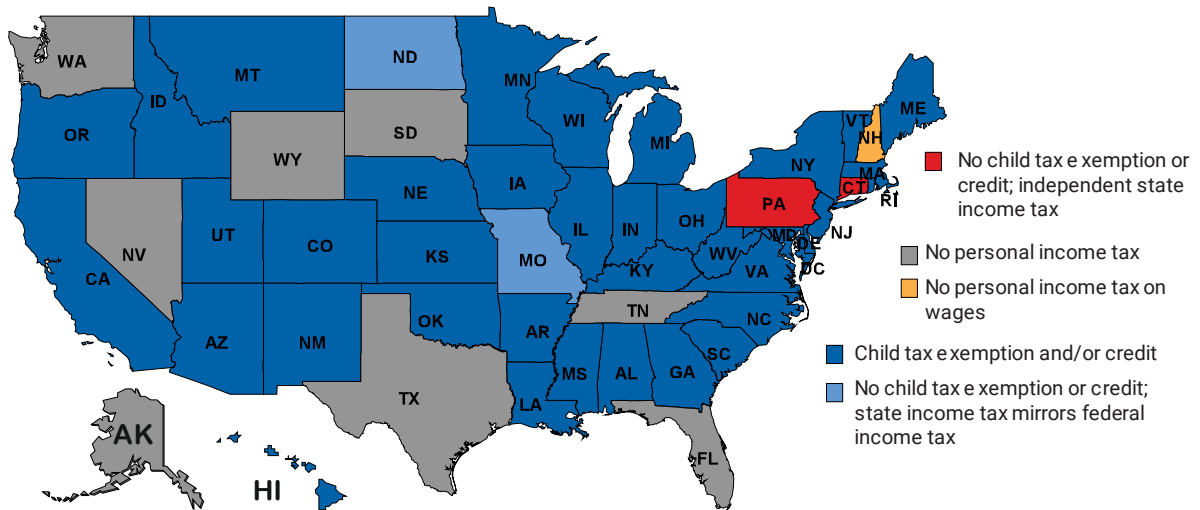 WA
MT
ND
MN
ID
OR
SD
WI
MI
WY
VT
ME
NH
NY
MA
CT
RI
IA
NE
PA
NV
UT
CO
IL
IN
OH
NJ
MD
DE
DC
KS
MO
WV
VA
KY
CA
AZ
NM
OK
TN
NC
AR
SC
MS
AL
GA
TX
LA
FL
AK
HI
No child tax exemption or
credit; independent state
income tax
No personal income tax
No personal income tax on
wages
Child tax exemption and/or credit
No child tax exemption or credit;
state income tax mirrors federal
income tax